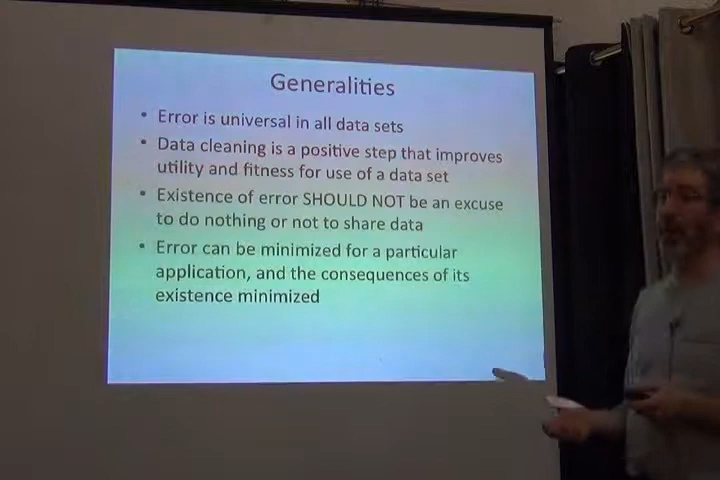 Generalities
• Error is universal in all data sets
• Data cleaning is a positive step that improves
utility and fitness for use of a data set
• Existence of error SHOULD NOT be an excuse
to do nothing or not to share data
• Error can be minimized for a particular
application, and the consequences of its
existence minimized